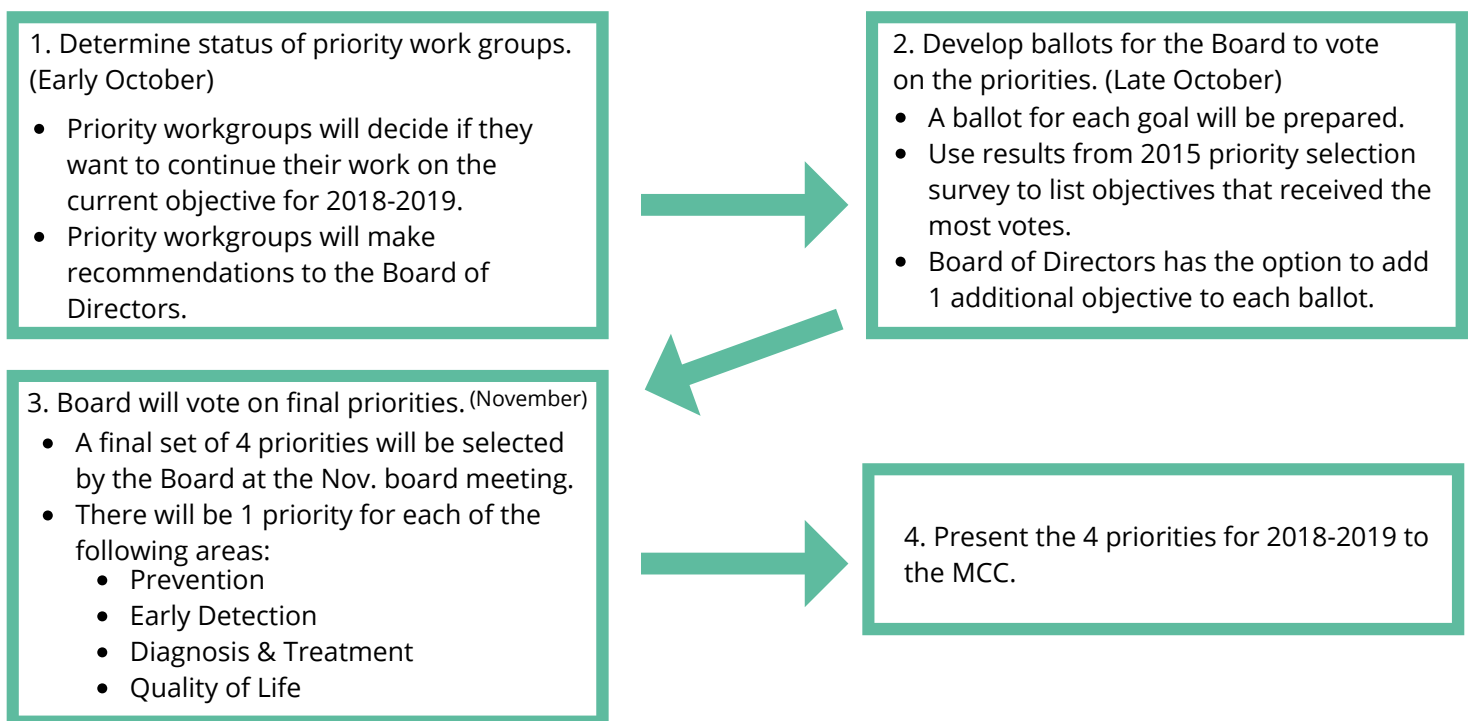 1. Determine status of priority work groups.
(Early October)
• Priority workgroups will decide if they
want to continue their work on the
current objective for 2018-2019.
• Priority workgroups will make
recommendations to the Board of
Directors.
2. Develop ballots for the Board to vote
on the priorities. (Late October)
• A ballot for each goal will be prepared.
• Use results from 2015 priority selection
survey to list objectives that received the
most votes.
• Board of Directors has the option to add
1 additional objective to each ballot.
3. Board will vote on final priorities. (November)
• A final set of 4 priorities will be selected
by the Board at the Nov. board meeting.
• There will be 1 priority for each of the
following areas:
• Prevention
• Early Detection
• Diagnosis & Treatment
• Quality of Life
4. Present the 4 priorities for 2018-2019 to
the MCC.